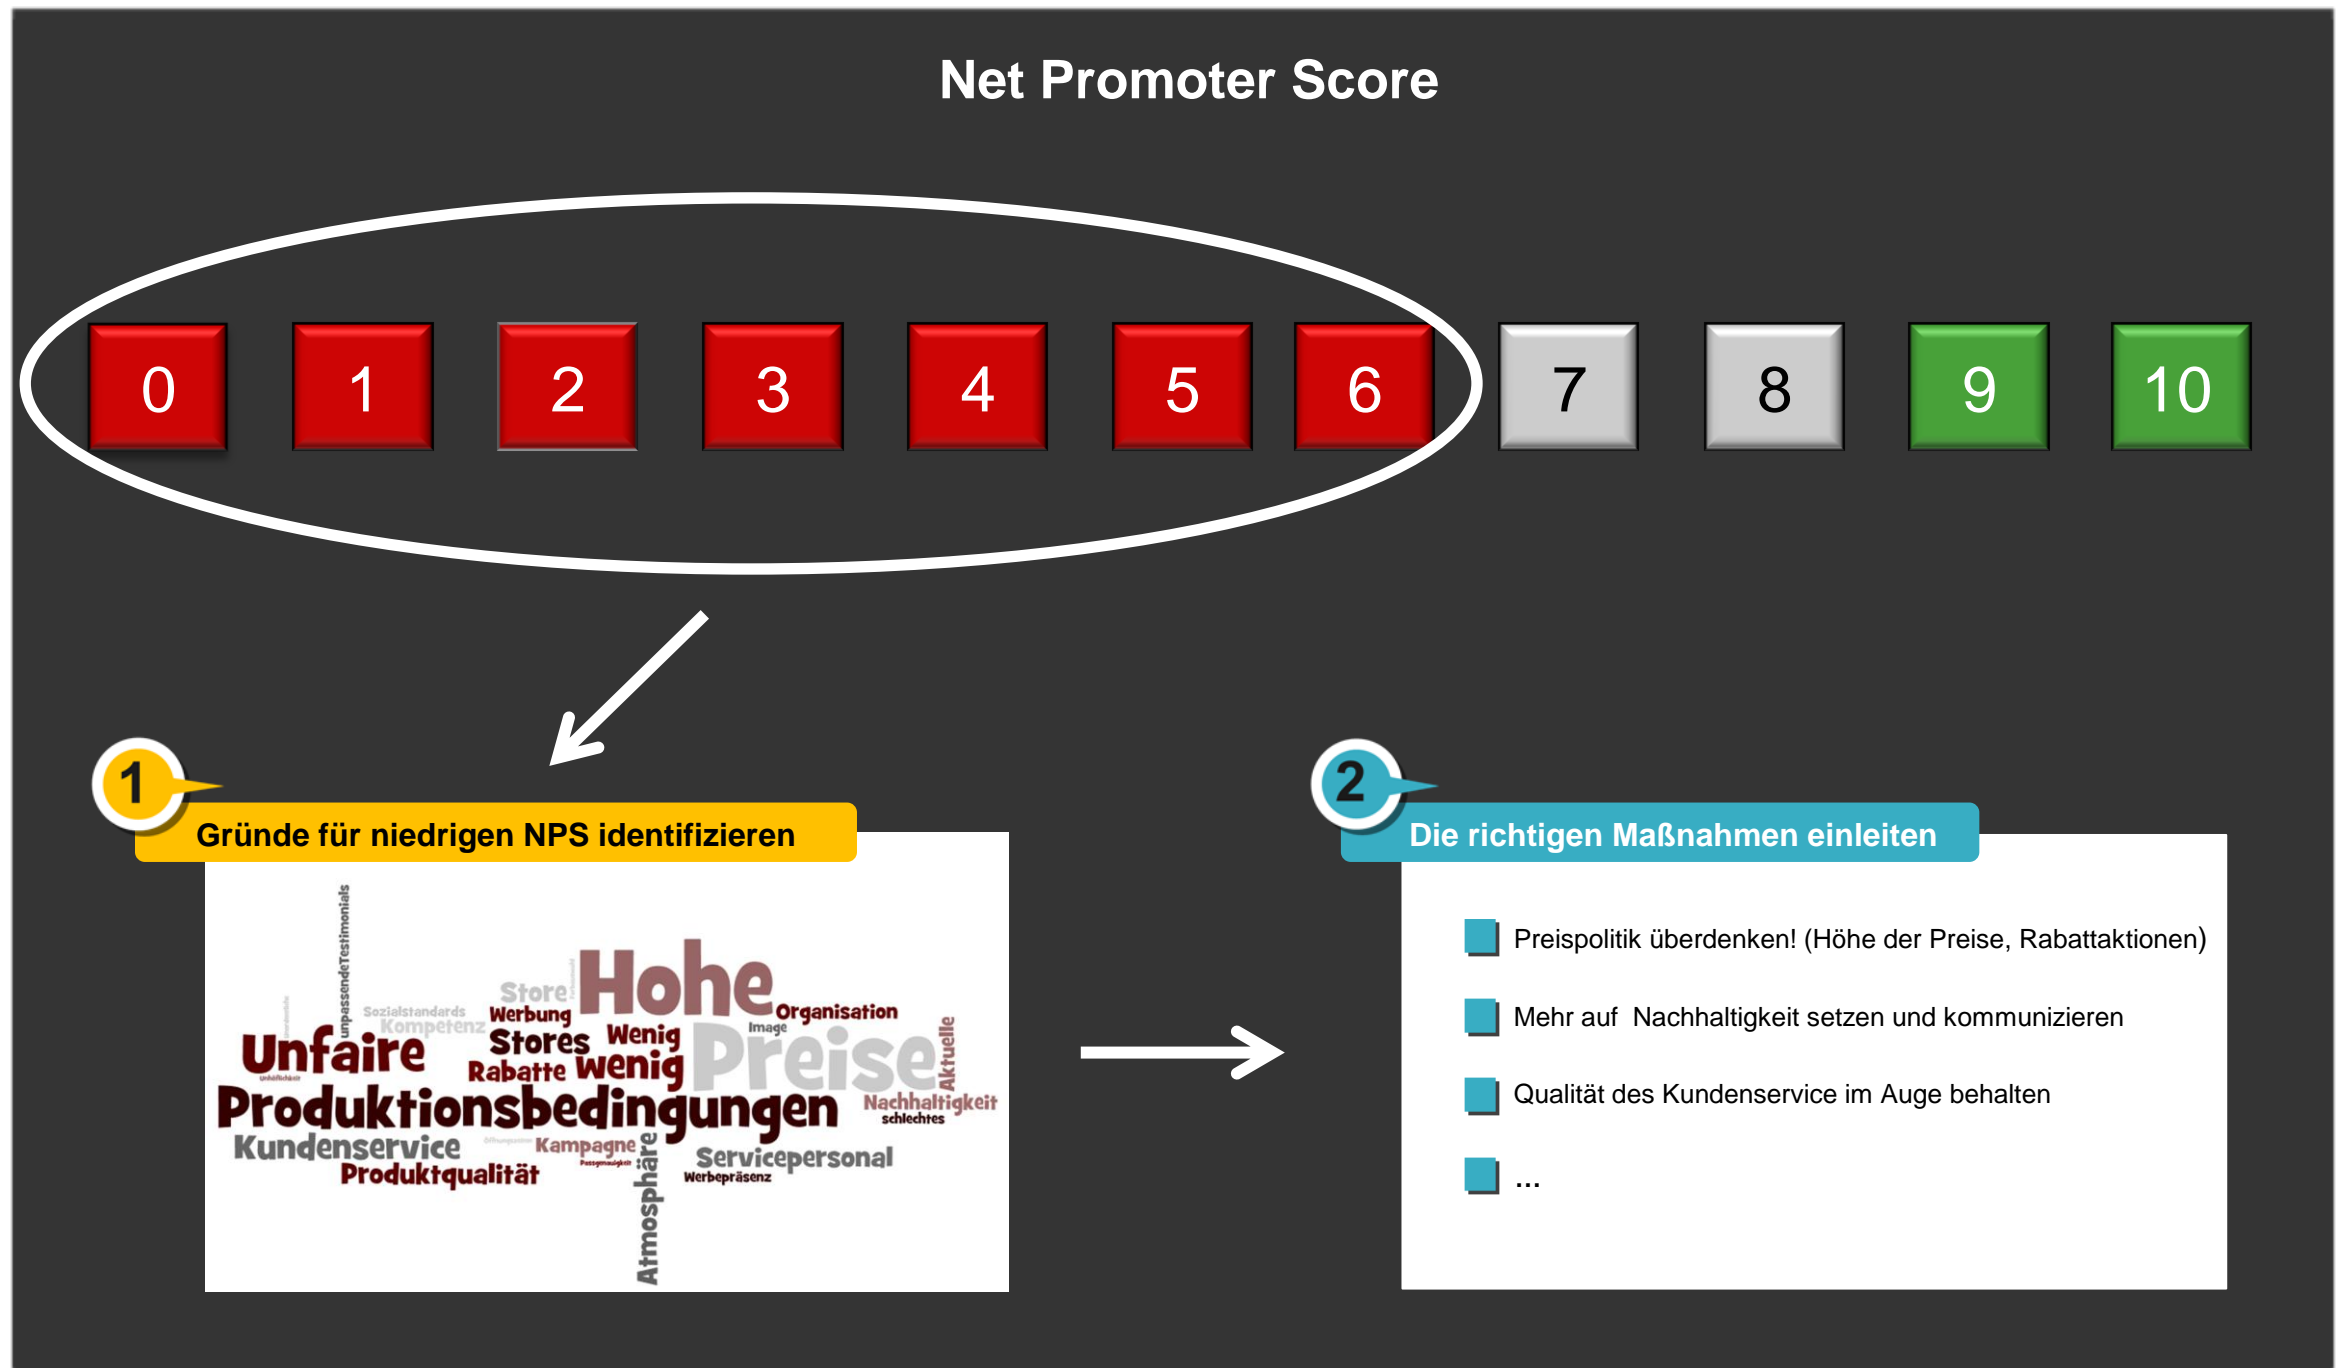 Net Promoter Score
0 1 2 3 4 5 6 7 8 9 10
1
Gründe für niedrigen NPS identifizieren
unpassendeTestimonials
Hohe
Store
Sozialstandards
Werbung
Organisation
Kompetenz
Image
Wenig
Unfaire
Stores
Preise
Aktuelle
Rabatte
Wenig
Unhöflichkeit
Produktionsbedingungen
Nachhaltigkeit
schlechtes
Kundenservice
Öffnungszeiten
Kampagne
Passgenauigkeit
Servicepersonal
Produktqualität
Werbepräsenz
Atmosphäre
2
Die richtigen Maßnahmen einleiten
Preispolitik überdenken! (Höhe der Preise, Rabattaktionen)
Mehr auf  Nachhaltigkeit setzen und kommunizieren
Qualität des Kundenservice im Auge behalten
...